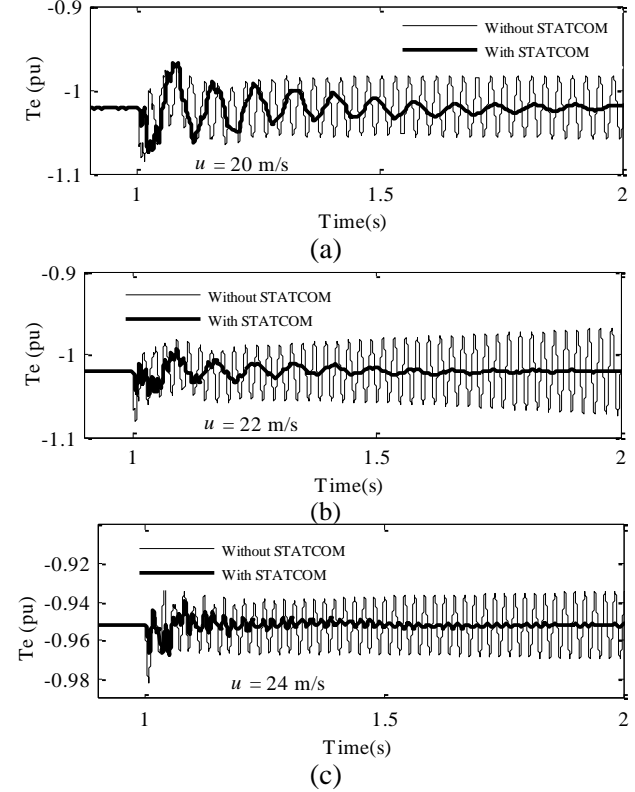 -0.9
Without STATCOM
With STATCOM
-1
Te (pu)
-1.1
u = 20 m/s
1
1.5
2
Time(s)
(a)
-0.9
Without STATCOM
With STATCOM
-1
Te (pu)
-1.1
u = 22 m/s
1
1.5
2
Time(s)
(b)
Without STATCOM
With STATCOM
-0.92
-0.94
-0.96
-0.98
Te (pu)
u = 24 m/s
1
1.5
2
Time(s)
(c)